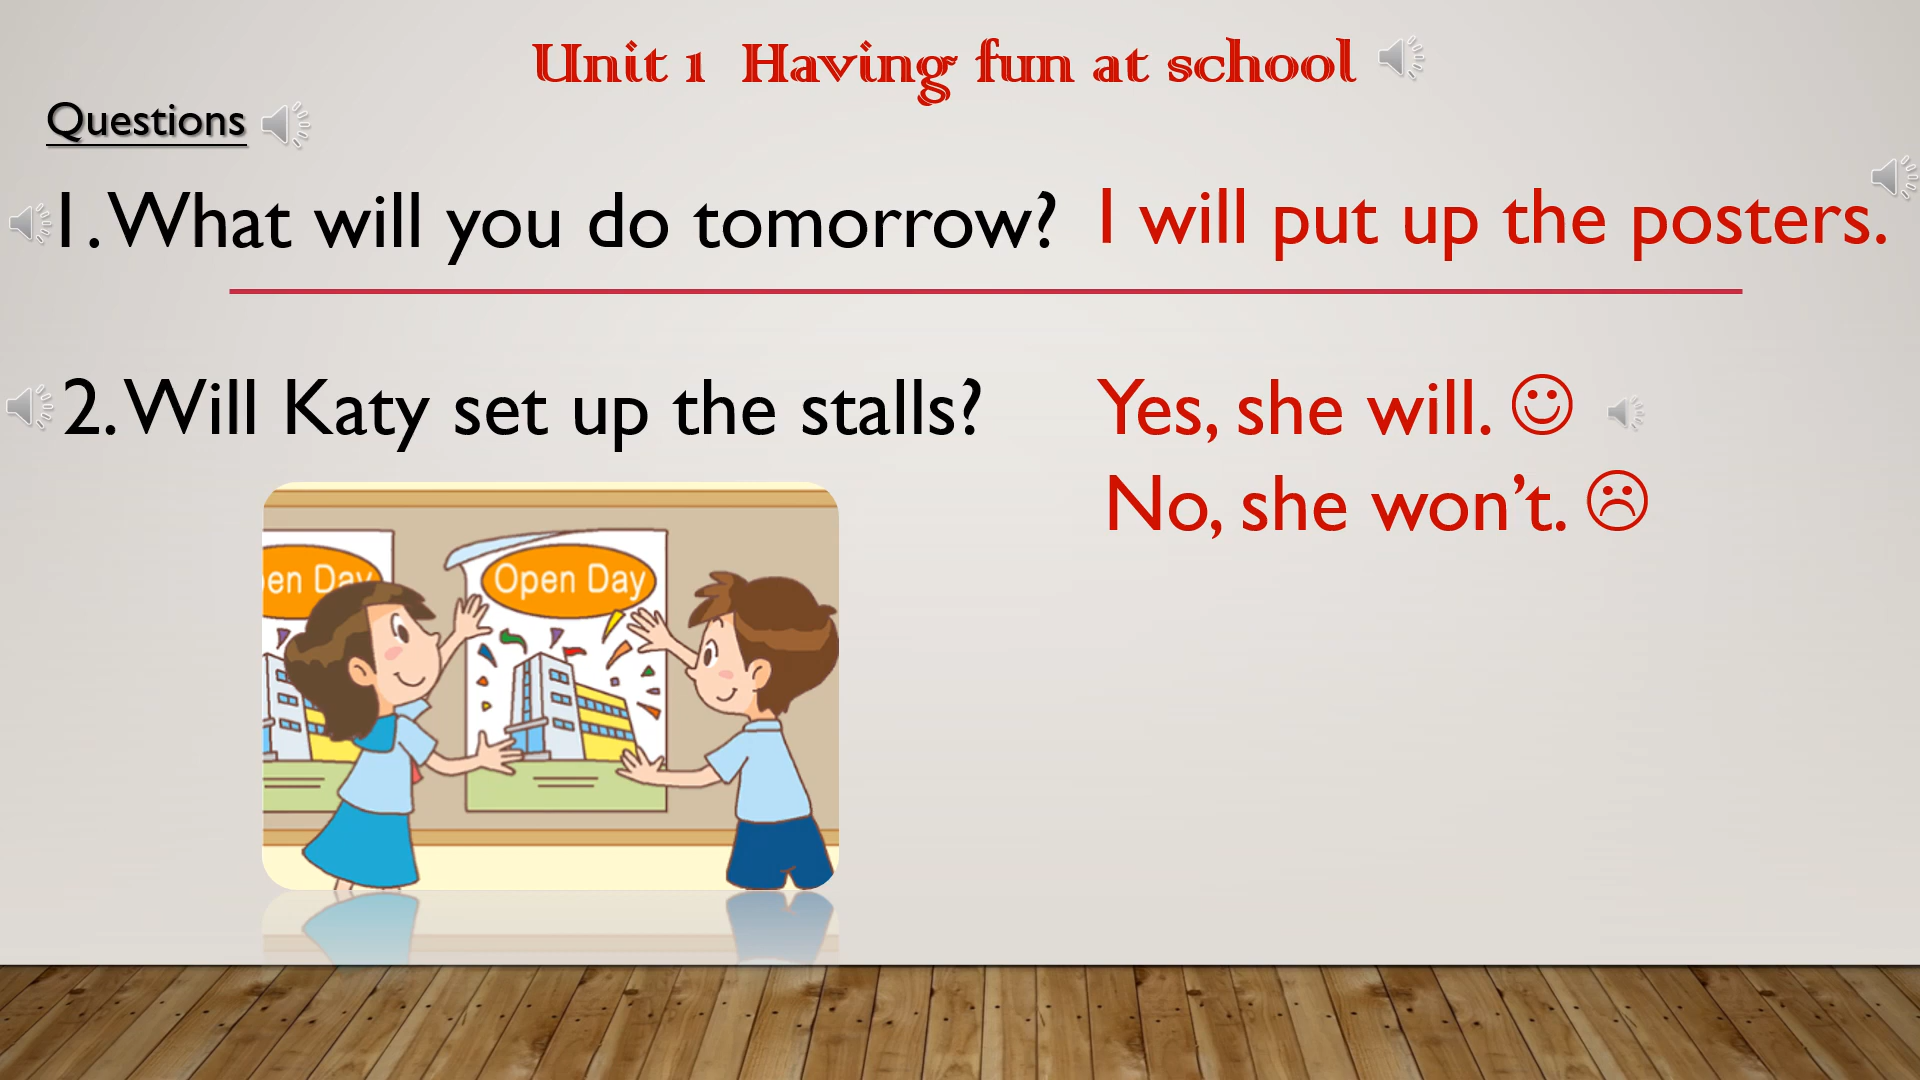 Unit 1 Having fun at school
Questions
1. What will you do tomorrow? I will put up the posters.
2. Will Katy set up the stalls? Yes, she will. ☺
No, she won’t. ☹
en Day
Open Day